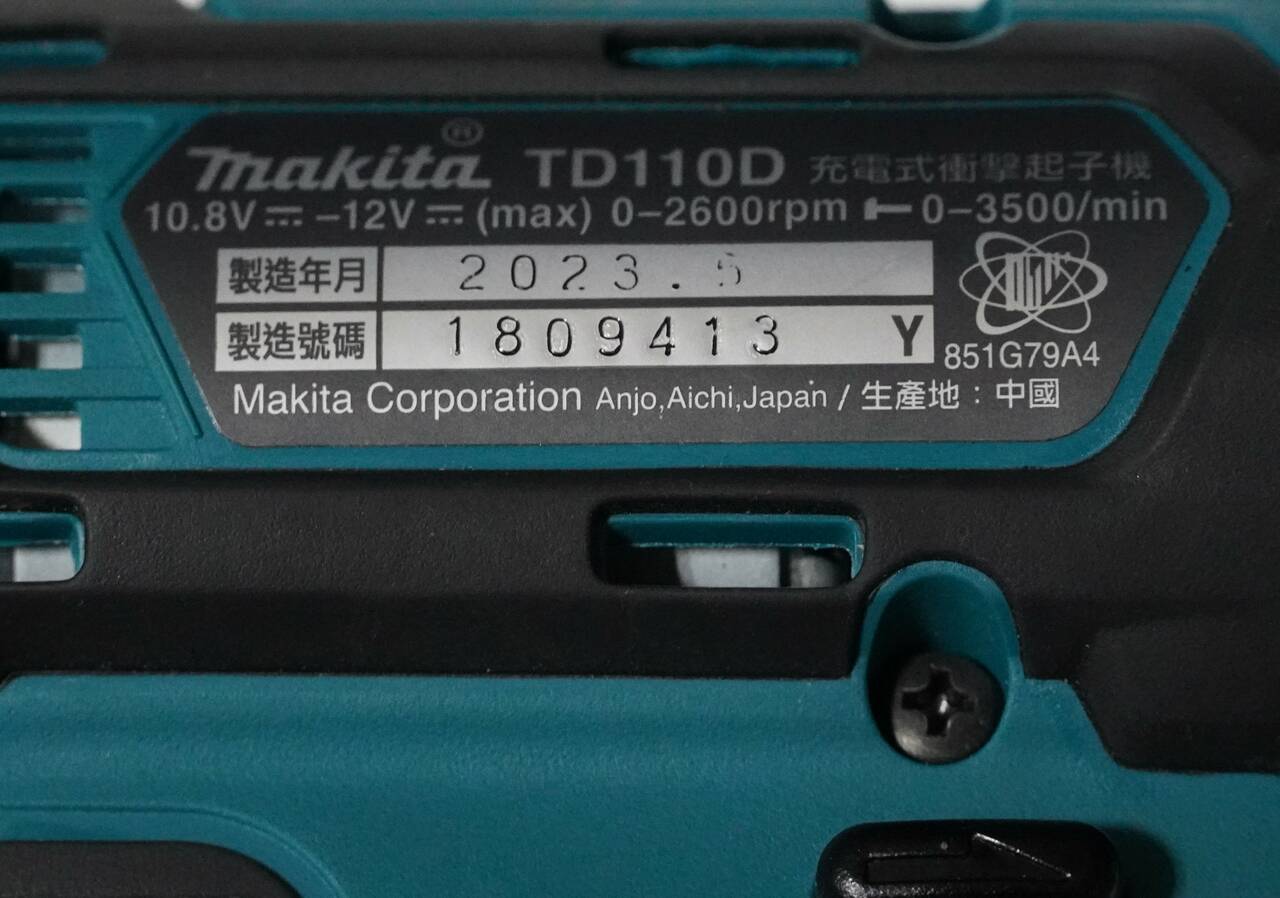 makita® TD110D 充電式衝擊起子機
10.8V⎓ –12V⎓ (max) 0–2600rpm 0–3500/min
製造年月 2023.5
製造號碼 1809413 Y
851G79A4
Makita Corporation Anjo,Aichi,Japan / 生產地：中國